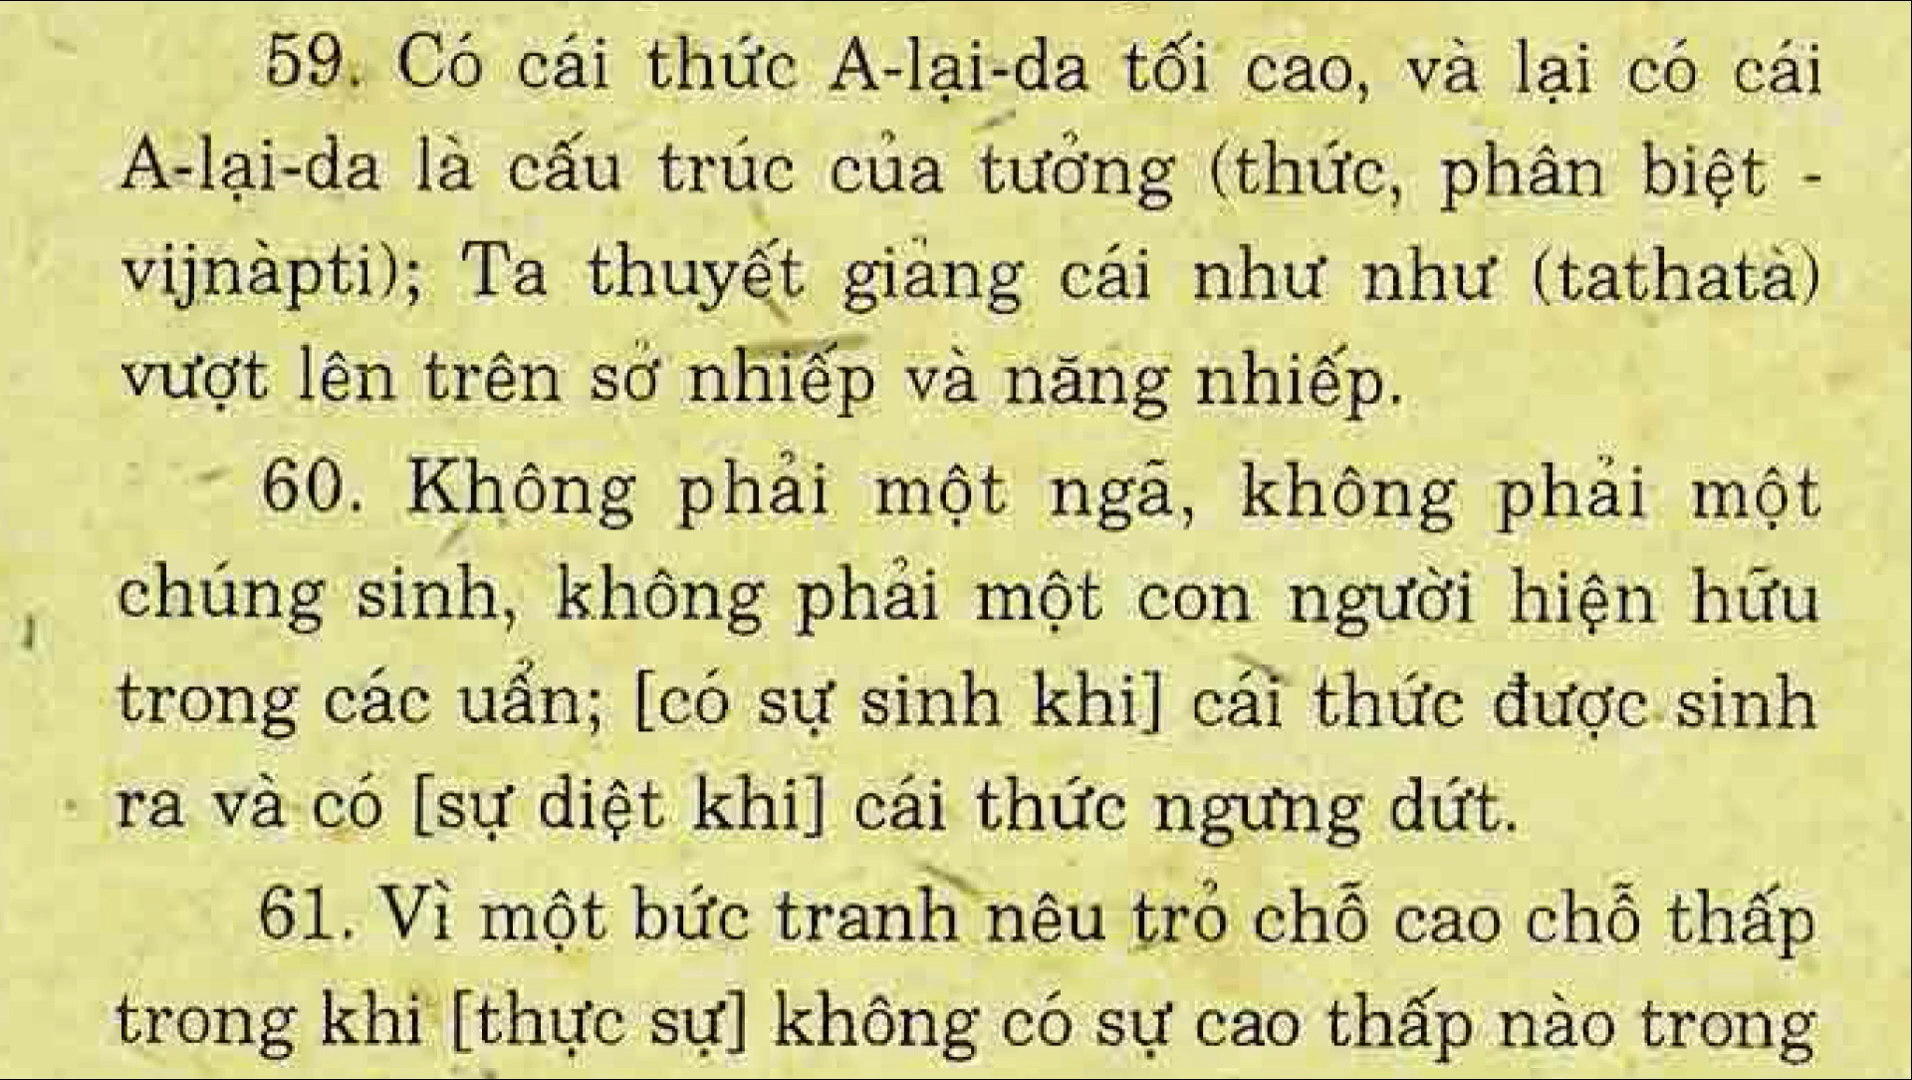 59. Có cái thức A-lại-da tối cao, và lại có cái
A-lại-da là cấu trúc của tưởng (thức, phân biệt -
vijnàpti); Ta thuyết giảng cái như như (tathatà)
vượt lên trên sở nhiếp và năng nhiếp.
60. Không phải một ngã, không phải một
chúng sinh, không phải một con người hiện hữu
trong các uẩn; [có sự sinh khi] cái thức được sinh
ra và có [sự diệt khi] cái thức ngưng dứt.
61. Vì một bức tranh nêu trỏ chỗ cao chỗ thấp
trong khi [thực sự] không có sự cao thấp nào trong